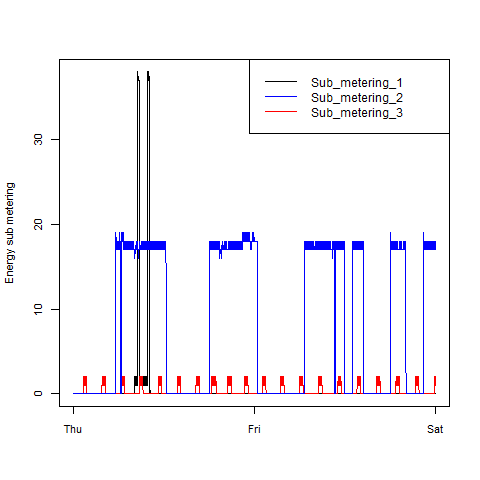 Sub_metering_1
Sub_metering_2
Sub_metering_3
Energy sub metering
30
20
10
0
Thu
Fri
Sat